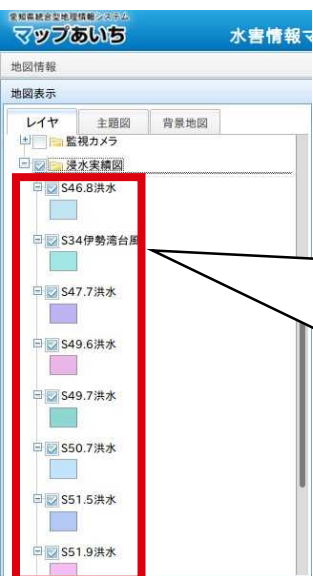 愛知県統合型地理情報システム
マップあいち
水害情報マ
地図情報
地図表示
レイヤ 主題図 背景地図
監視カメラ
浸水実績図
S46.8洪水
S34伊勢湾台風
S47.7洪水
S49.6洪水
S49.7洪水
S50.7洪水
S51.5洪水
S51.9洪水